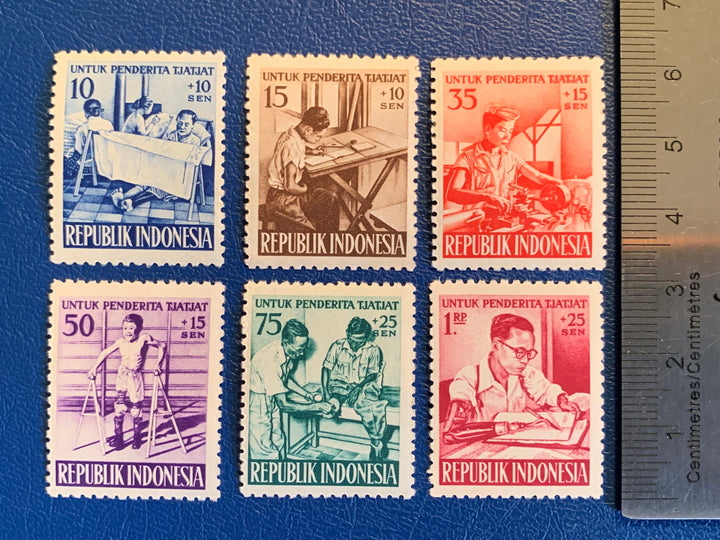 UNTUK PENDERITA TJATJAT
10 +10
SEN
REPUBLIK INDONESIA
UNTUK PENDERITA TJATJAT
15 +10
SEN
REPUBLIK INDONESIA
UNTUK PENDERITA TJATJAT
35 +15
SEN
REPUBLIK INDONESIA
UNTUK PENDERITA TJATJAT
50 +15
SEN
REPUBLIK INDONESIA
UNTUK PENDERITA TJATJAT
75 +25
SEN
REPUBLIK INDONESIA
UNTUK PENDERITA TJATJAT
1.RP +25
SEN
REPUBLIK INDONESIA
7
6
5
4
3
2
1
Centimetres/Centimètres